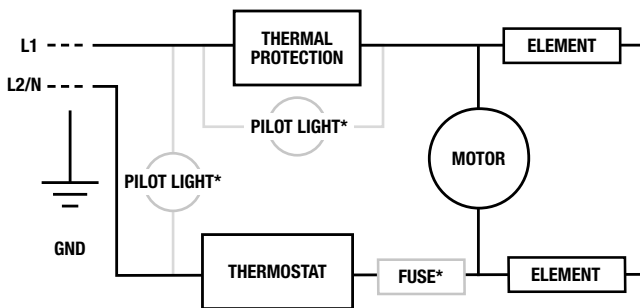 L1
THERMAL
PROTECTION
ELEMENT
L2/N
PILOT LIGHT*
MOTOR
PILOT LIGHT*
GND
THERMOSTAT
FUSE*
ELEMENT